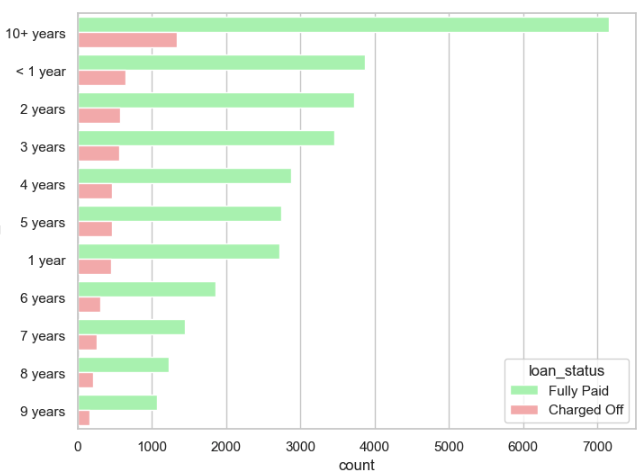 10+ years
< 1 year
2 years
3 years
4 years
5 years
1 year
6 years
7 years
8 years
9 years
loan_status
Fully Paid
Charged Off
0 1000 2000 3000 4000 5000 6000 7000
count